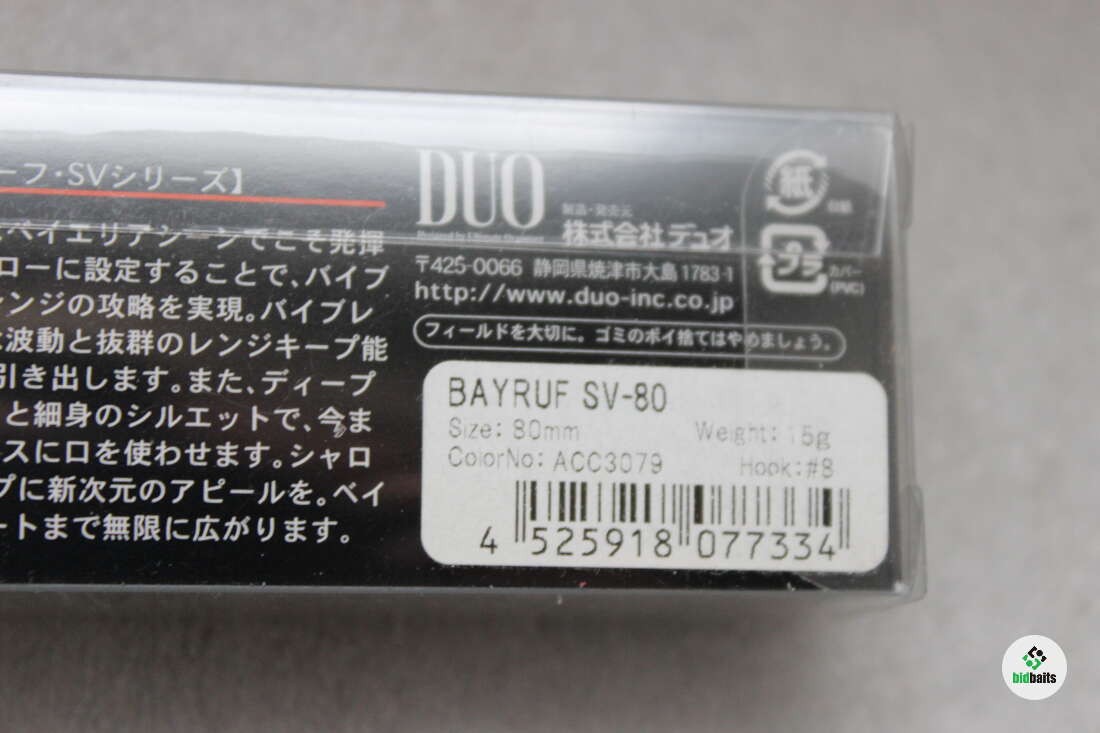 ーフ・SVシリーズ】
ベイエリアシーンでこそ発揮
ローに設定することで、バイブ
レンジの攻略を実現。バイブレ
波動と抜群のレンジキープ能
引き出します。また、ディープ
と細身のシルエットで、今ま
スに口を使わせます。シャロ
プに新次元のアピールを。ベイ
ートまで無限に広がります。
DUO
製造・発売元
株式会社デュオ
〒425-0066 静岡県焼津市大島1783-1
http://www.duo-inc.co.jp
フィールドを大切に。ゴミのポイ捨てはやめましょう。
紙
プラ
カバー
(PVC)
BAYRUF SV-80
Size: 80mm Weight: 15g
ColorNo: ACC3079 Hook:#8
4 525918 077334
bidbaits